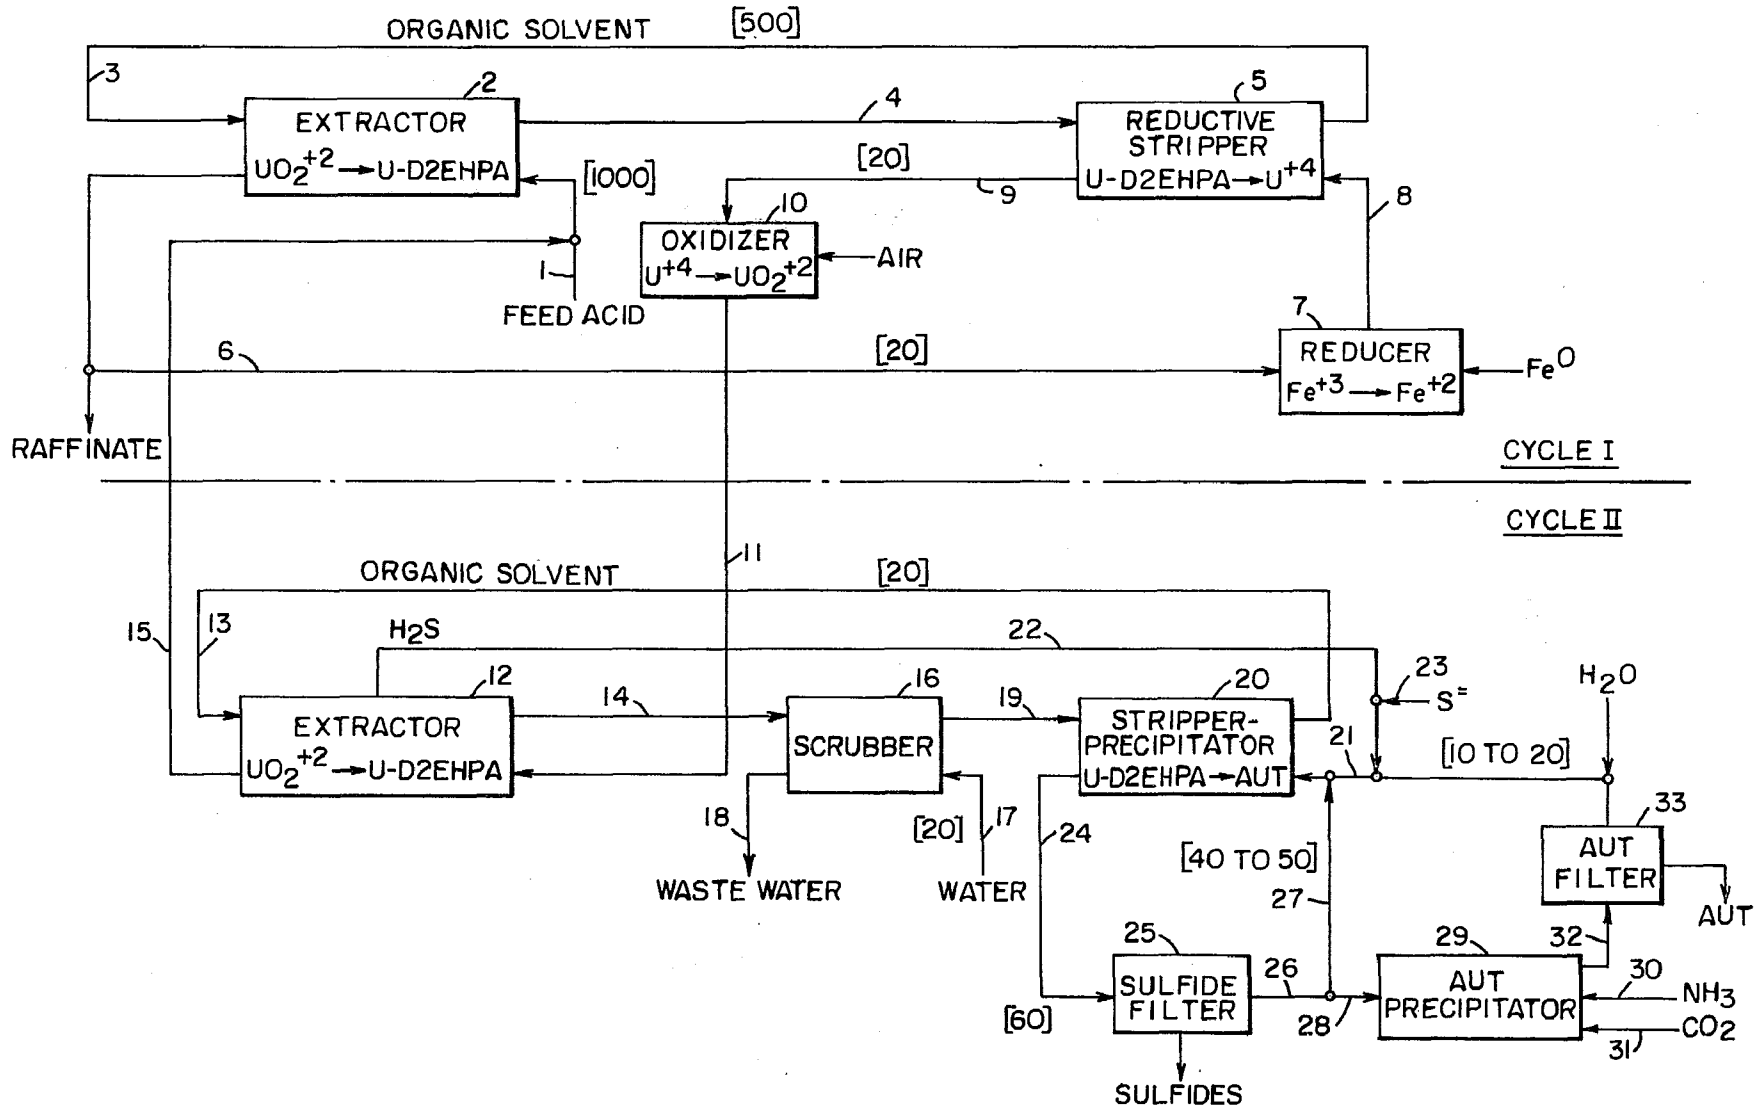 ORGANIC SOLVENT [500]
3
2
EXTRACTOR
UO2+2 → U-D2EHPA
4
5
REDUCTIVE
STRIPPER
U-D2EHPA → U+4
[1000]
[20]
9
8
10
OXIDIZER
U+4 → UO2+2
AIR
1
FEED ACID
6
[20]
7
REDUCER
Fe+3 → Fe+2
Fe0
RAFFINATE
CYCLE I
CYCLE II
11
ORGANIC SOLVENT [20]
15
13
H2S
22
12
EXTRACTOR
UO2+2 → U-D2EHPA
14
16
SCRUBBER
19
20
STRIPPER-
PRECIPITATOR
U-D2EHPA → AUT
23
S=
H2O
21
[10 TO 20]
18
WASTE WATER
[20]
17
WATER
24
[40 TO 50]
27
33
AUT
FILTER
AUT
32
25
SULFIDE
FILTER
[60]
26
28
29
AUT
PRECIPITATOR
30
NH3
CO2
31
SULFIDES